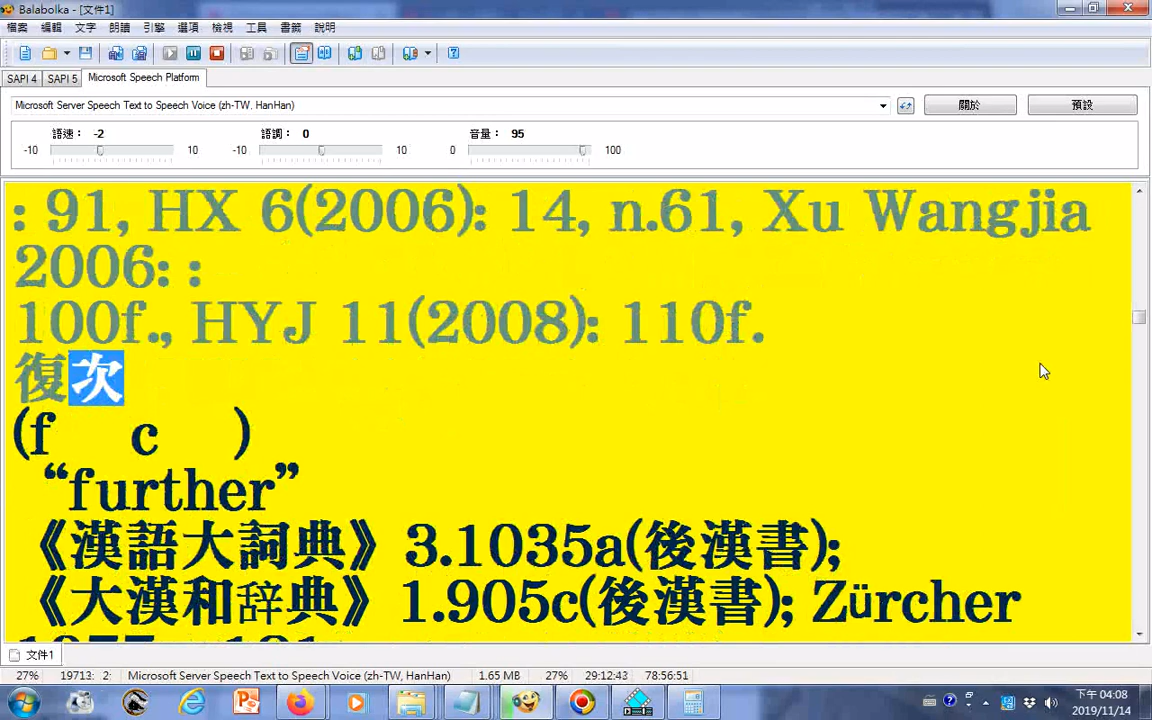 Balabolka - [文件1]
檔案 編輯 文字 朗讀 引擎 選項 檢視 工具 書籤 說明
SAPI 4 SAPI 5 Microsoft Speech Platform
Microsoft Server Speech Text to Speech Voice (zh-TW, HanHan) 關於 預設
語速： -2 語調： 0 音量： 95
-10 10 -10 10 0 100
: 91, HX 6(2006): 14, n.61, Xu Wangjia
2006: :
100f., HYJ 11(2008): 110f.
復次
(f c )
“further”
《漢語大詞典》 3.1035a(後漢書);
《大漢和辞典》 1.905c(後漢書); Zürcher
文件1
27% 19713: 2: Microsoft Server Speech Text to Speech Voice (zh-TW, HanHan) 1.65 MB 27% 29:12:43 78:56:51
下午 04:08
2019/11/14